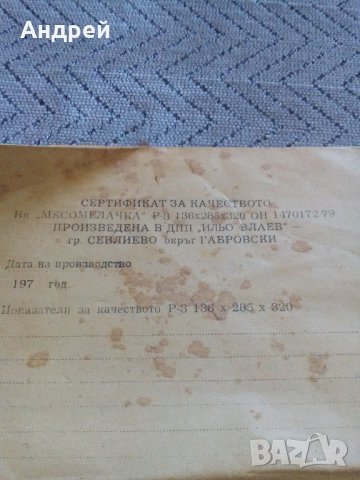 Андрей
СЕРТИФИКАТ ЗА КАЧЕСТВОТО
На „МЕСОМЕЛАЧКА" Р-3 136х285х320 ОН 1470172-79
ПРОИЗВЕДЕНА В ДПП „ИЛЬО ВЛАЕВ"
гр. СЕВЛИЕВО окръг ГАБРОВСКИ
Дата на производство
197 год
Показатели за качеството Р-3 136 х 285 х 320
BAZAR